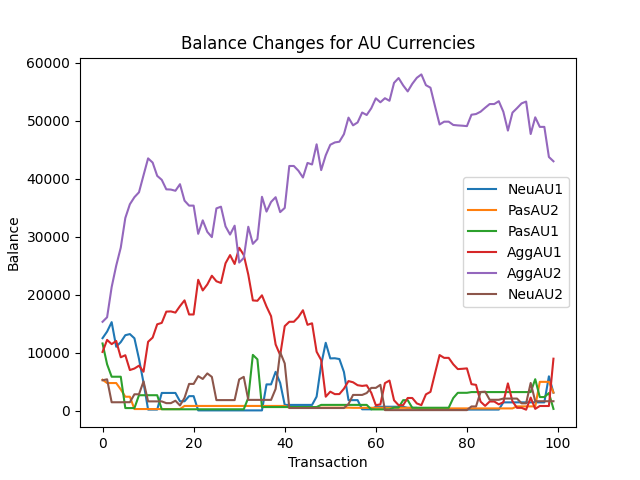 Balance Changes for AU Currencies
60000
50000
40000
30000
20000
10000
0
Balance
NeuAU1
PasAU2
PasAU1
AggAU1
AggAU2
NeuAU2
0 20 40 60 80 100
Transaction